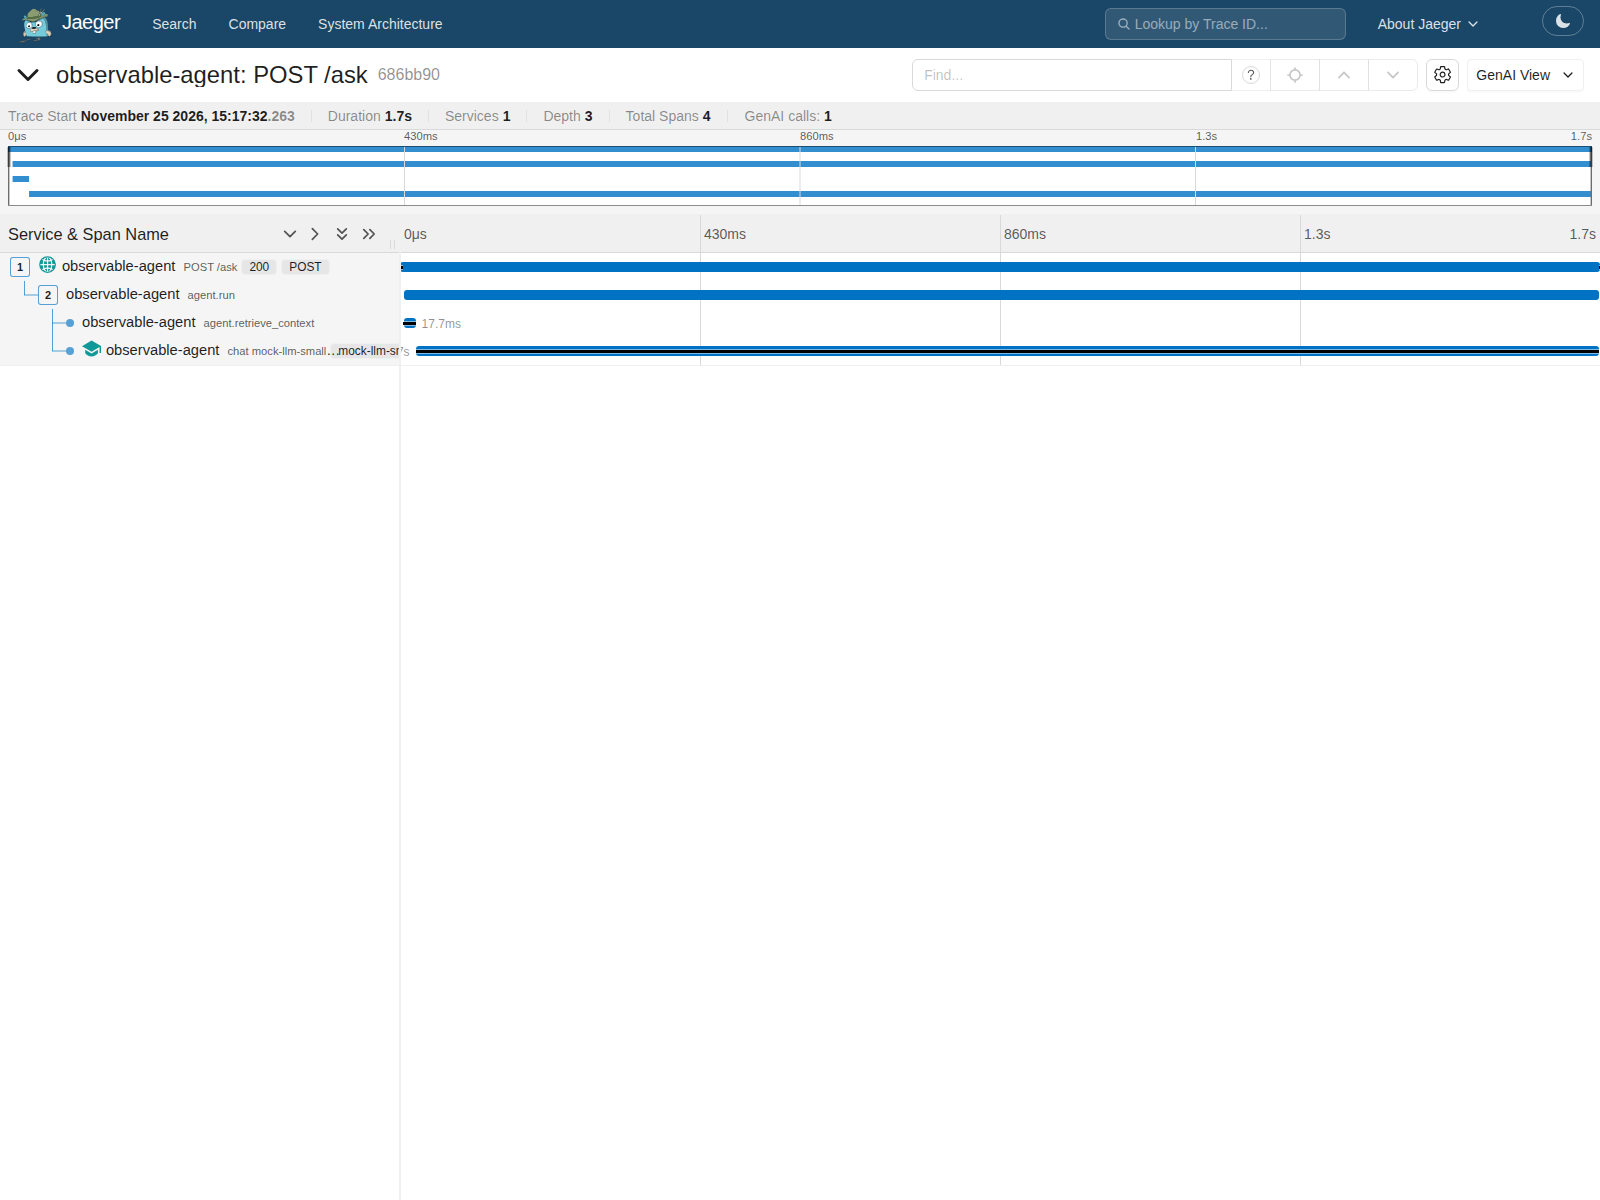 Jaeger Search Compare System Architecture Lookup by Trace ID... About Jaeger
observable-agent: POST /ask 686bb90 Find... ? GenAI View
Trace Start November 25 2026, 15:17:32.263 Duration 1.7s Services 1 Depth 3 Total Spans 4 GenAI calls: 1
0μs 430ms 860ms 1.3s 1.7s
Service & Span Name 0μs 430ms 860ms 1.3s 1.7s
1 observable-agent POST /ask 200 POST
2 observable-agent agent.run
observable-agent agent.retrieve_context 17.7ms
observable-agent chat mock-llm-small...